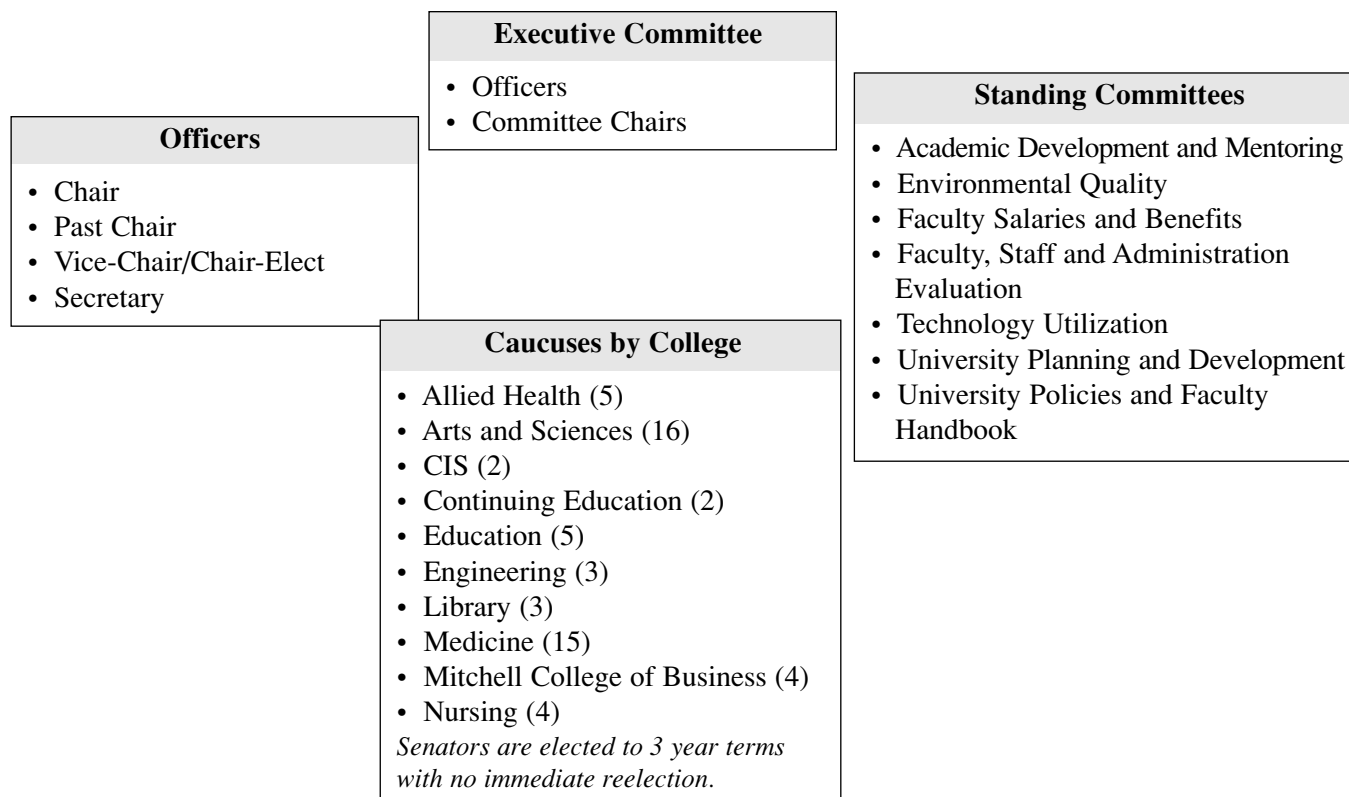 Executive Committee
• Officers
• Committee Chairs
Officers
• Chair
• Past Chair
• Vice-Chair/Chair-Elect
• Secretary
Standing Committees
• Academic Development and Mentoring
• Environmental Quality
• Faculty Salaries and Benefits
• Faculty, Staff and Administration
Evaluation
• Technology Utilization
• University Planning and Development
• University Policies and Faculty
Handbook
Caucuses by College
• Allied Health (5)
• Arts and Sciences (16)
• CIS (2)
• Continuing Education (2)
• Education (5)
• Engineering (3)
• Library (3)
• Medicine (15)
• Mitchell College of Business (4)
• Nursing (4)
Senators are elected to 3 year terms
with no immediate reelection.